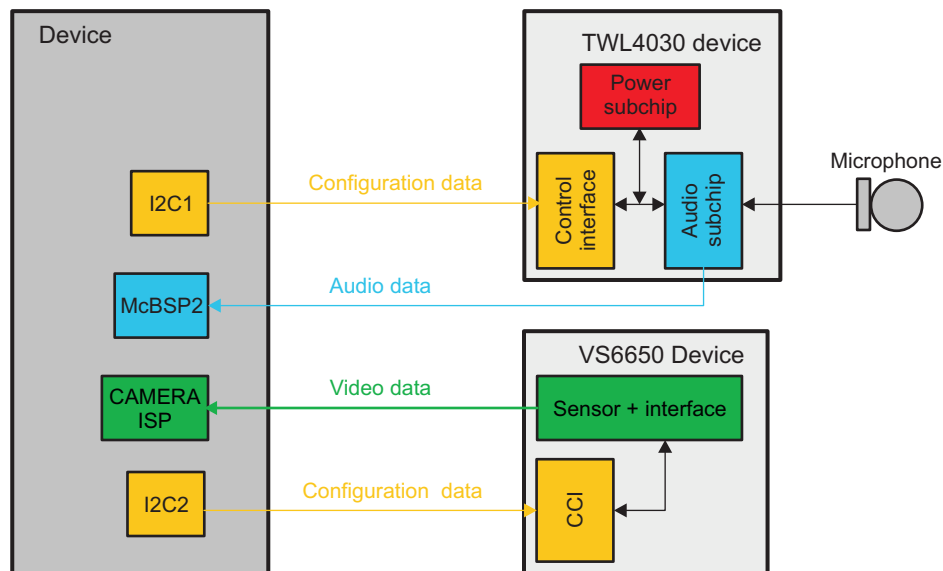 Device
TWL4030 device
Power
subchip
Microphone
I2C1
Configuration data
Control
interface
Audio
subchip
McBSP2
Audio data
VS6650 Device
CAMERA
ISP
Video data
Sensor + interface
I2C2
Configuration data
CCI